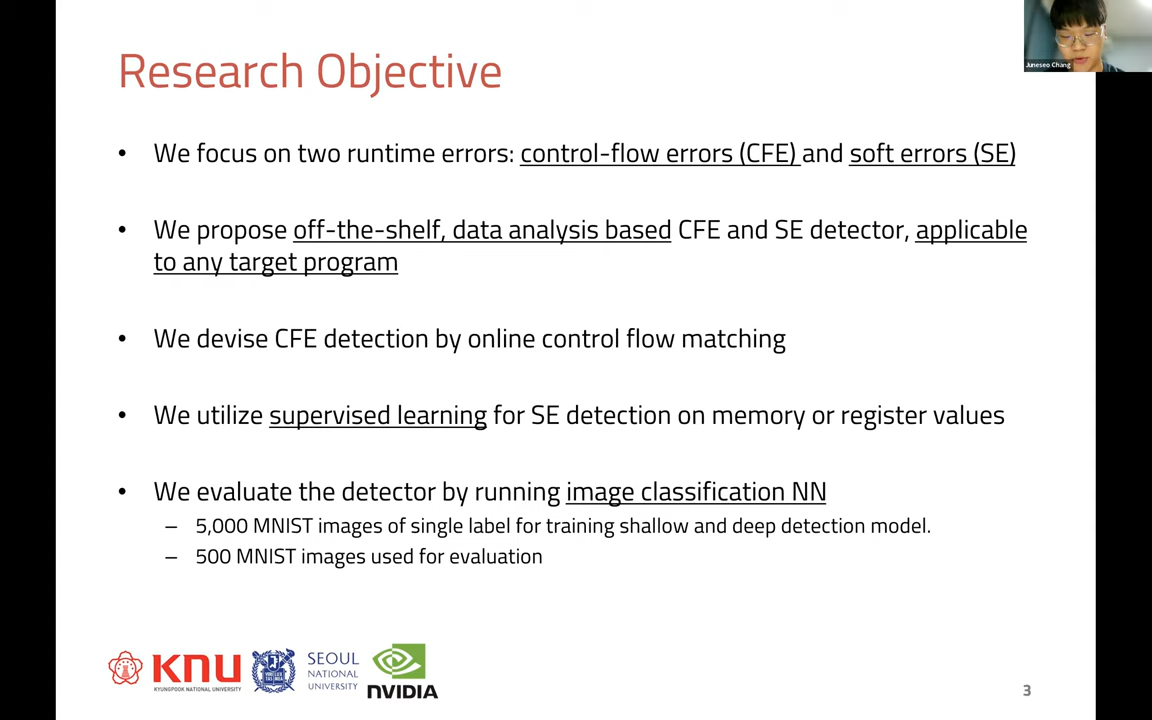 Research Objective
Juneseo Chang
• We focus on two runtime errors: control-flow errors (CFE) and soft errors (SE)
• We propose off-the-shelf, data analysis based CFE and SE detector, applicable
to any target program
• We devise CFE detection by online control flow matching
• We utilize supervised learning for SE detection on memory or register values
• We evaluate the detector by running image classification NN
– 5,000 MNIST images of single label for training shallow and deep detection model.
– 500 MNIST images used for evaluation
KNU
KYUNGPOOK NATIONAL UNIVERSITY
SEOUL
NATIONAL
UNIVERSITY
NVIDIA
3